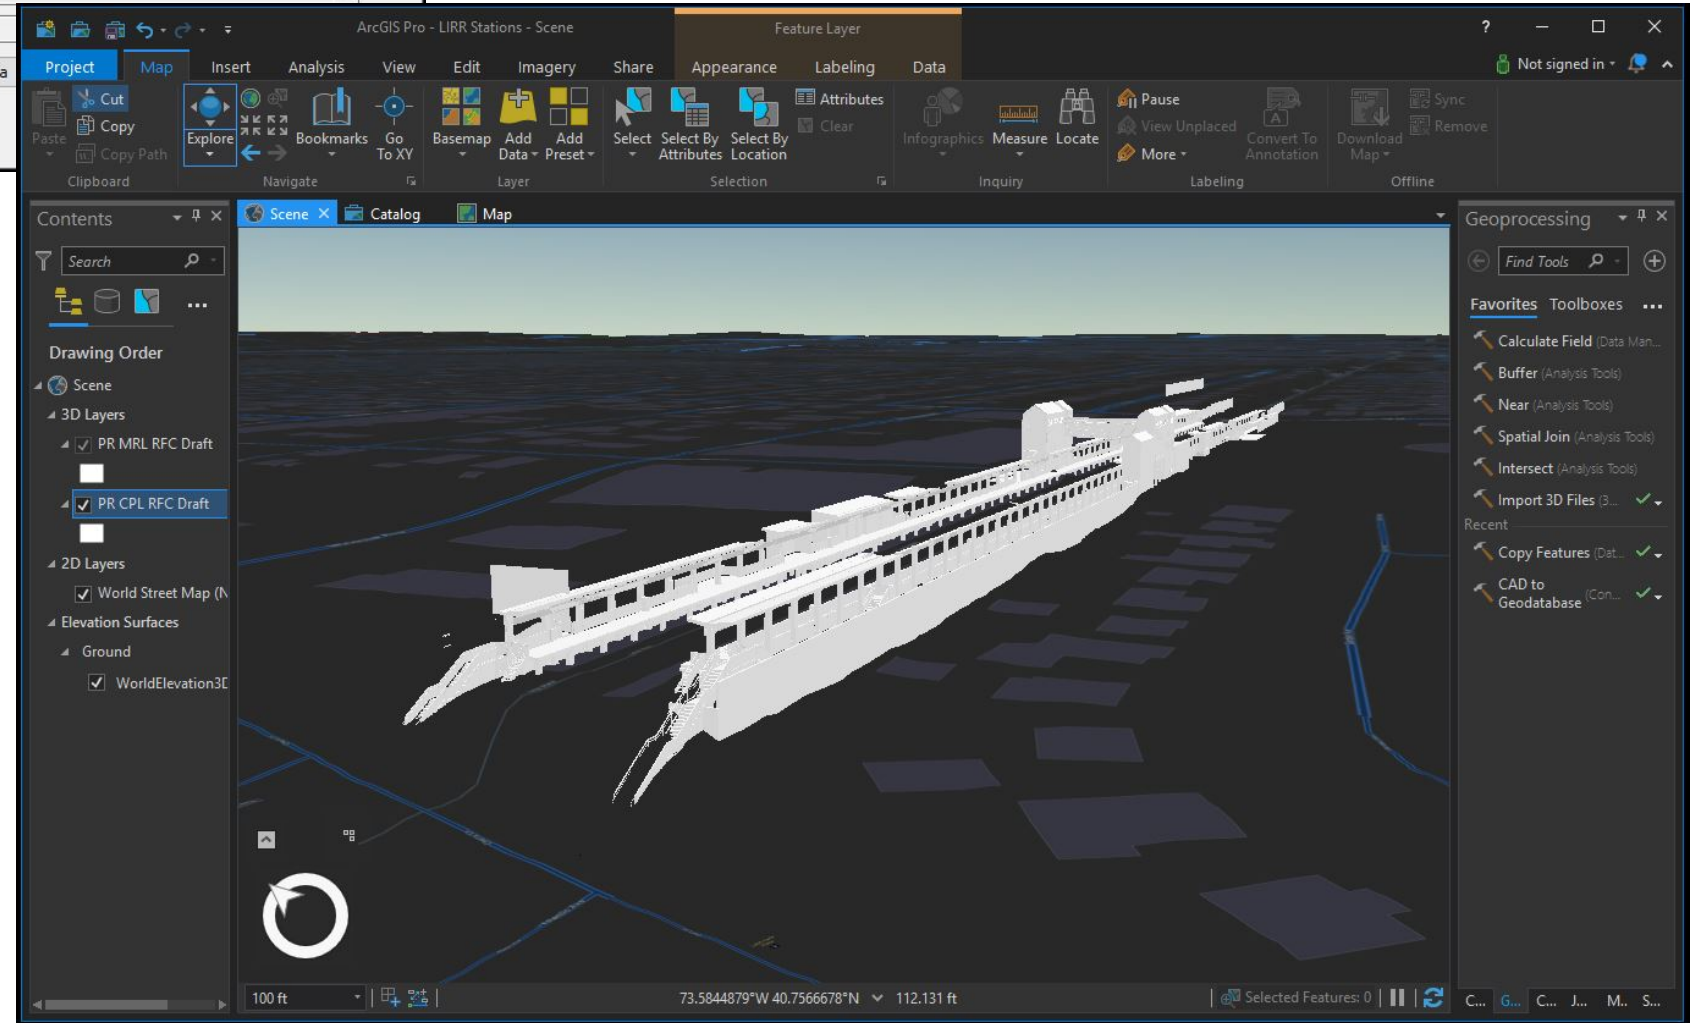 a
ArcGIS Pro - LIRR Stations - Scene
Feature Layer
?
Project Map Insert Analysis View Edit Imagery Share Appearance Labeling Data
Not signed in
Paste
Cut
Copy
Copy Path
Clipboard
Explore
Bookmarks
Go To XY
Navigate
Basemap
Add Data
Add Preset
Layer
Select
Select By Attributes
Select By Location
Attributes
Clear
Selection
Infographics
Measure
Locate
Inquiry
Pause
View Unplaced
More
Convert To Annotation
Labeling
Download Map
Sync
Remove
Offline
Contents
Search
Drawing Order
Scene
3D Layers
PR MRL RFC Draft
PR CPL RFC Draft
2D Layers
World Street Map (N
Elevation Surfaces
Ground
WorldElevation3D
Scene Catalog Map
100 ft
73.5844879°W 40.7566678°N 112.131 ft
Selected Features: 0
Geoprocessing
Find Tools
Favorites Toolboxes ...
Calculate Field (Data Man...
Buffer (Analysis Tools)
Near (Analysis Tools)
Spatial Join (Analysis Tools)
Intersect (Analysis Tools)
Import 3D Files (3...
Recent
Copy Features (Dat...
CAD to Geodatabase (Con...
C... G... C... J... M.. S...